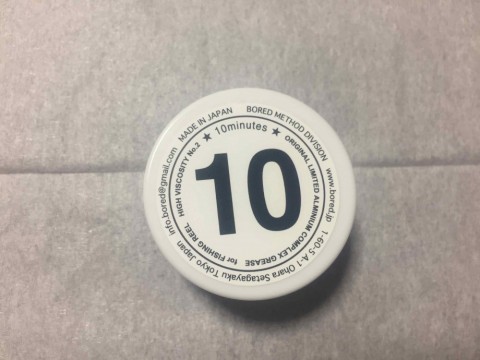 MADE IN JAPAN BORED METHOD DIVISION www.bored.jp 1-60-5-A-1 Ohara Setagayaku Tokyo Japan info.bored@gmail.com
★ 10minutes ★ ORIGINAL LIMITED ALMINIUM COMPLEX GREASE for FISHING REEL HIGH VISCOSITY No.2
10